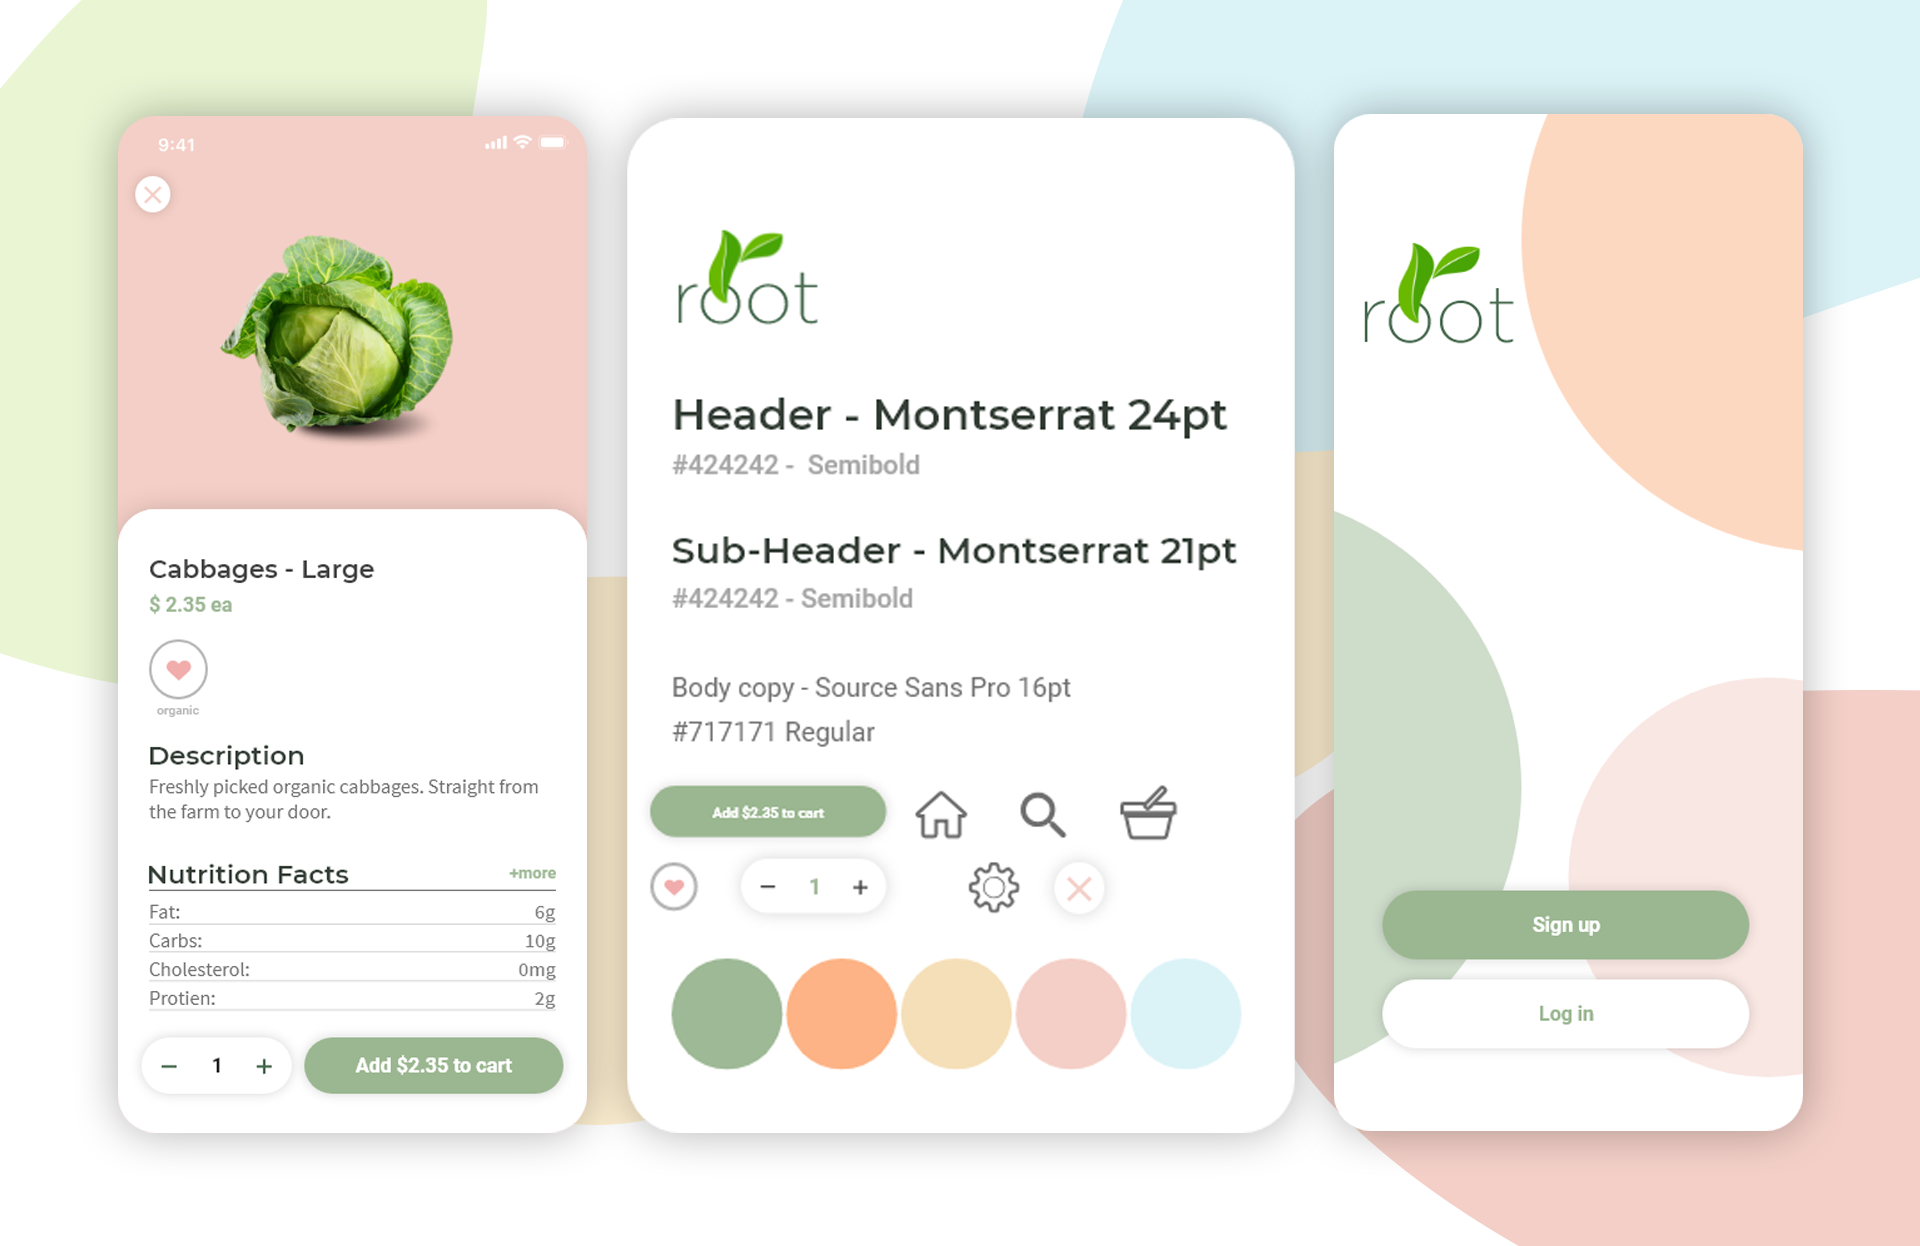 9:41
Cabbages - Large
$ 2.35 ea
organic
Description
Freshly picked organic cabbages. Straight from
the farm to your door.
Nutrition Facts +more
Fat: 6g
Carbs: 10g
Cholesterol: 0mg
Protien: 2g
1
Add $2.35 to cart
root
Header - Montserrat 24pt
#424242 - Semibold
Sub-Header - Montserrat 21pt
#424242 - Semibold
Body copy - Source Sans Pro 16pt
#717171 Regular
Add $2.35 to cart
1
root
Sign up
Log in